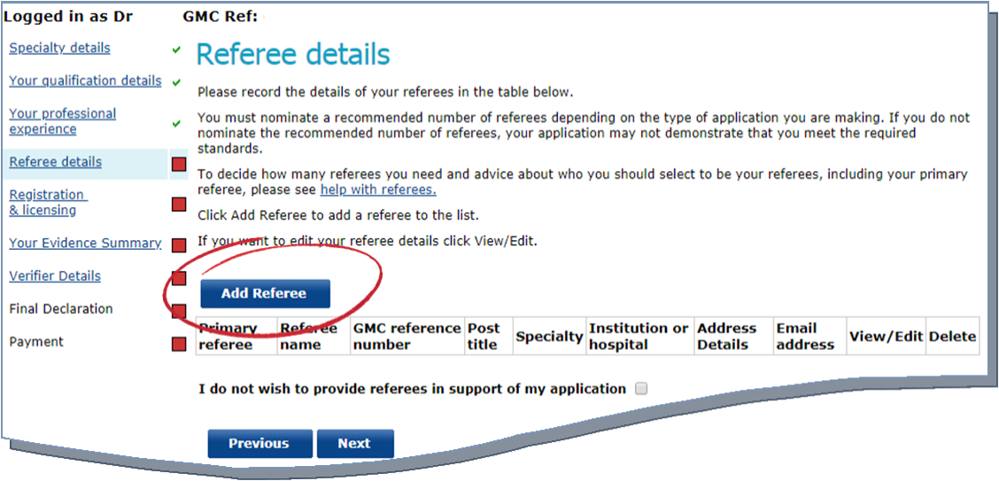 Logged in as Dr
GMC Ref:
Specialty details
Your qualification details
Your professional
experience
Referee details
Registration
& licensing
Your Evidence Summary
Verifier Details
Final Declaration
Payment
Referee details
Please record the details of your referees in the table below.
You must nominate a recommended number of referees depending on the type of application you are making. If you do not
nominate the recommended number of referees, your application may not demonstrate that you meet the required
standards.
To decide how many referees you need and advice about who you should select to be your referees, including your primary
referee, please see help with referees.
Click Add Referee to add a referee to the list.
If you want to edit your referee details click View/Edit.
Add Referee
Primary referee
Referee name
GMC reference number
Post title
Specialty
Institution or hospital
Address Details
Email address
View/Edit
Delete
I do not wish to provide referees in support of my application
Previous
Next